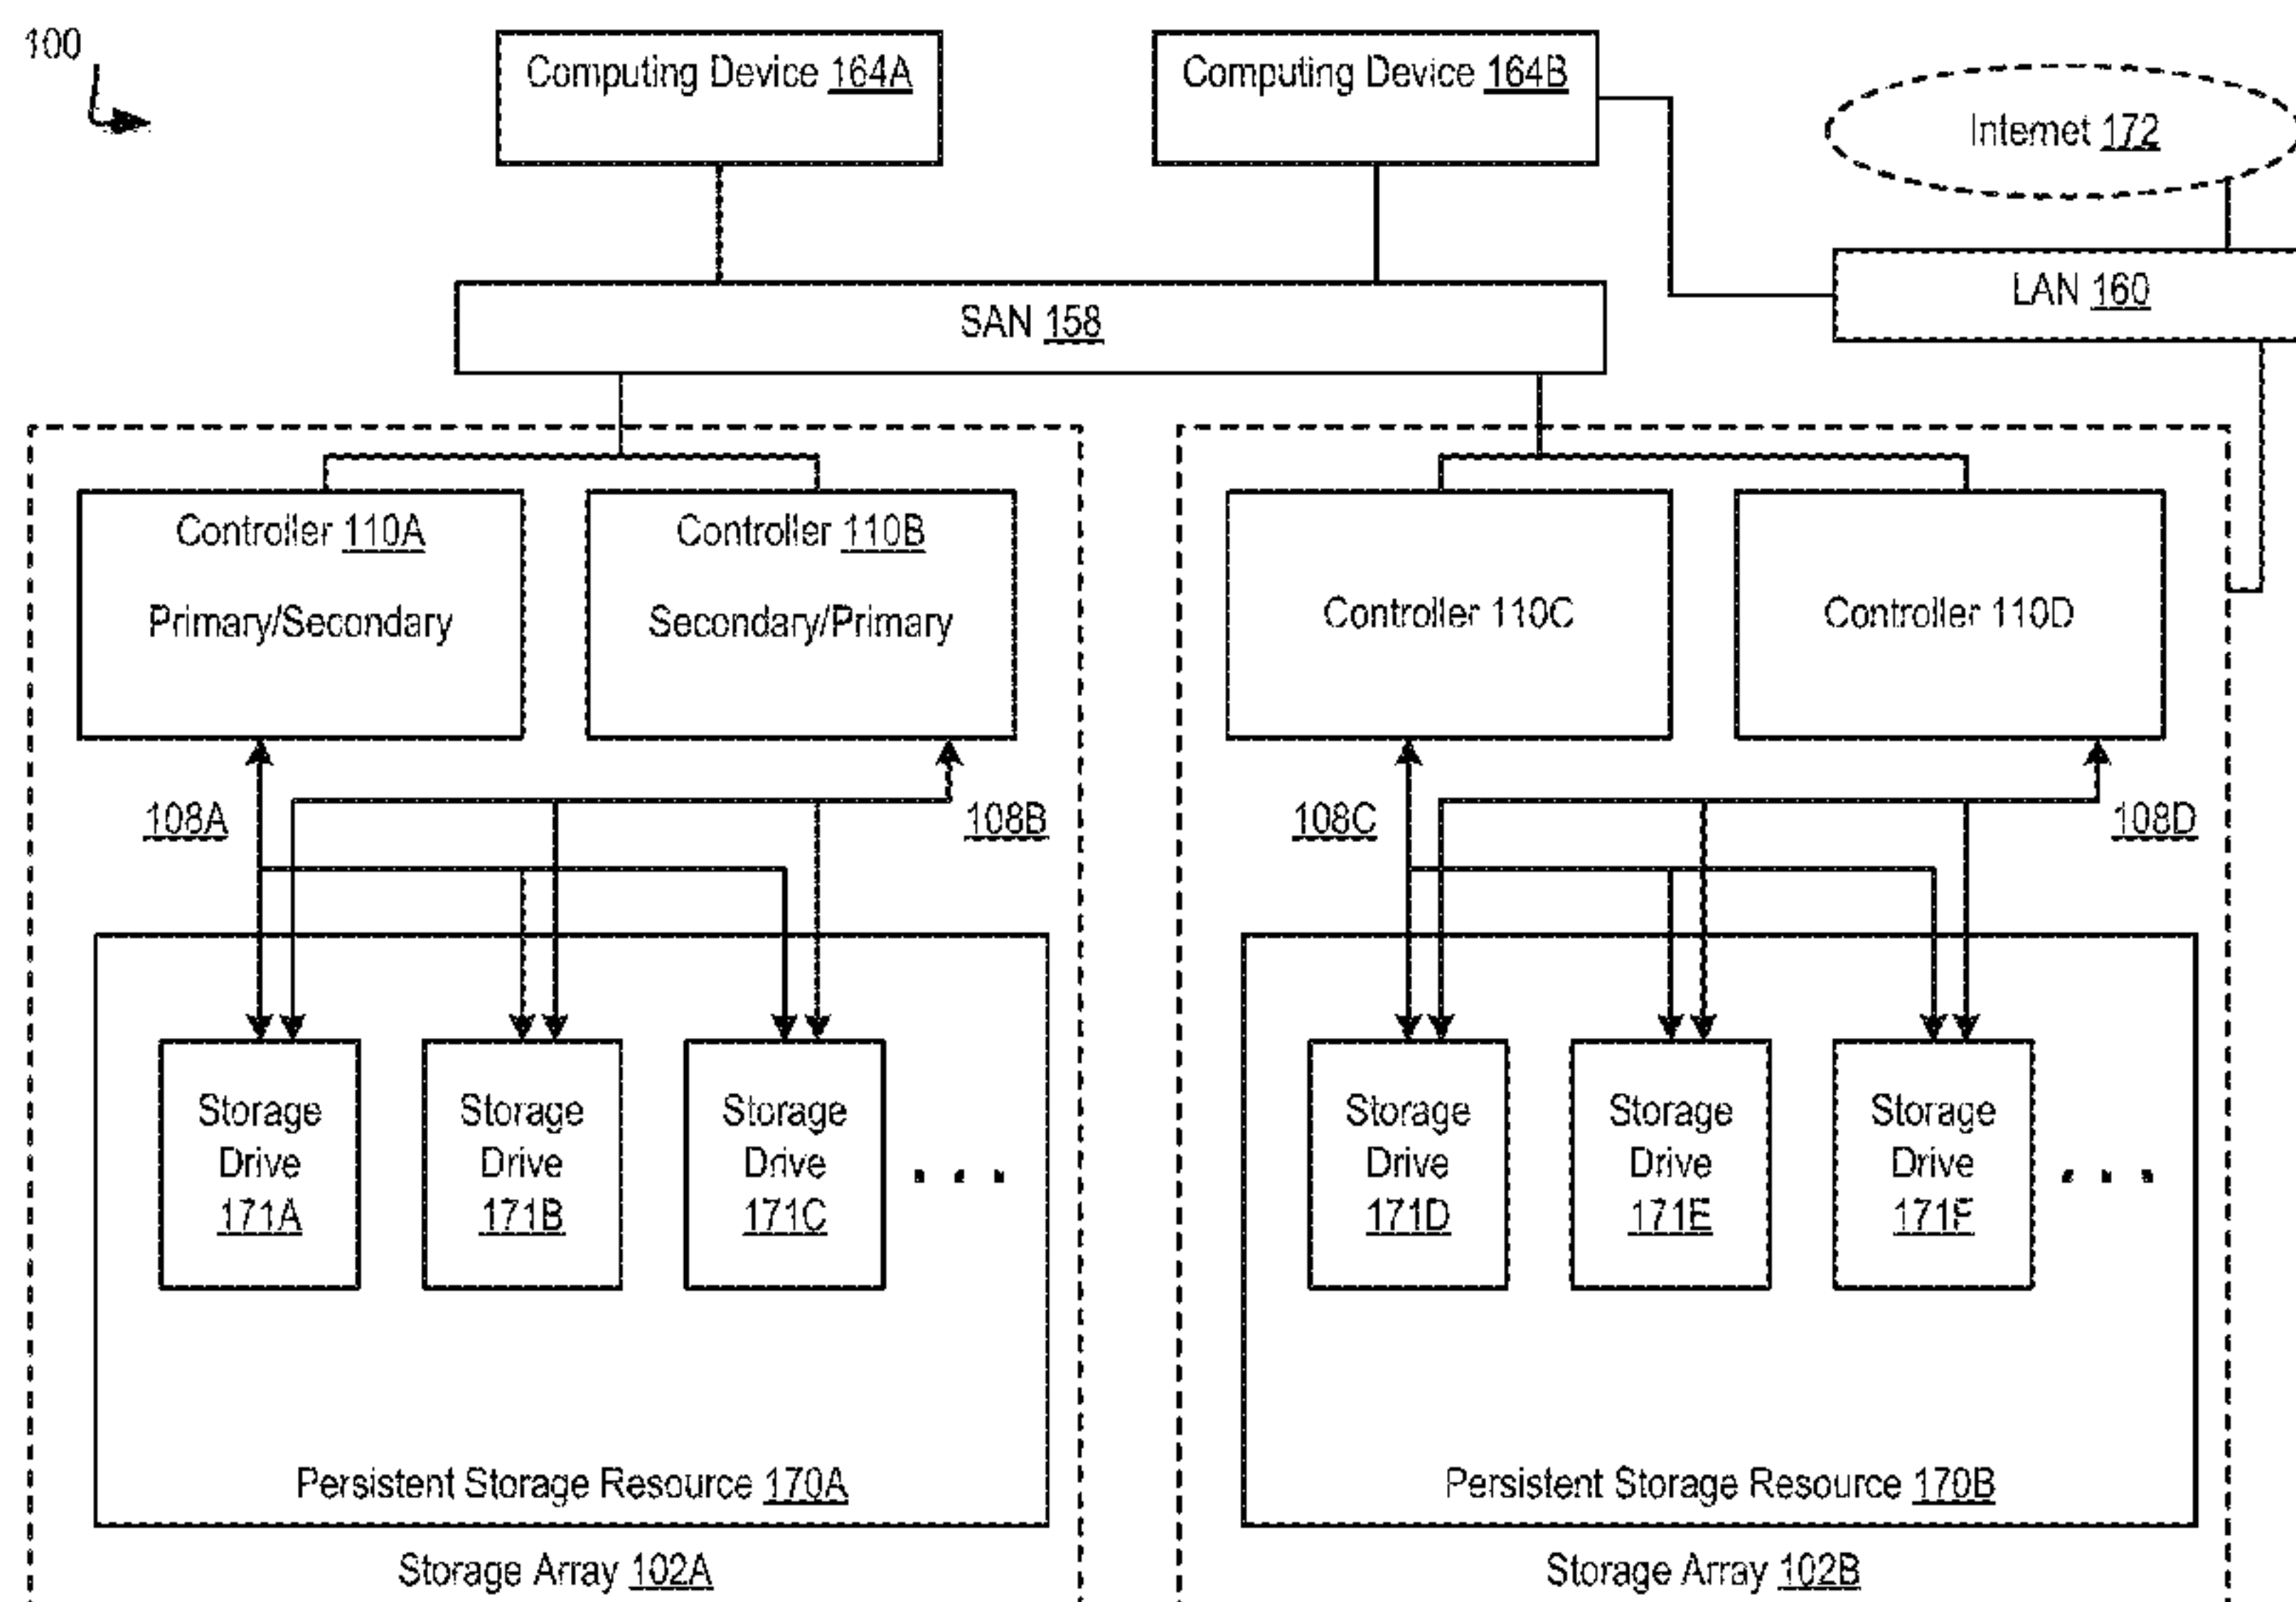 100
Computing Device 164A
Computing Device 164B
Internet 172
LAN 160
SAN 158
Controller 110A
Primary/Secondary
Controller 110B
Secondary/Primary
Controller 110C
Controller 110D
108A
108B
108C
108D
Storage
Drive
171A
Storage
Drive
171B
Storage
Drive
171C
. . .
Storage
Drive
171D
Storage
Drive
171E
Storage
Drive
171F
. . .
Persistent Storage Resource 170A
Persistent Storage Resource 170B
Storage Array 102A
Storage Array 102B